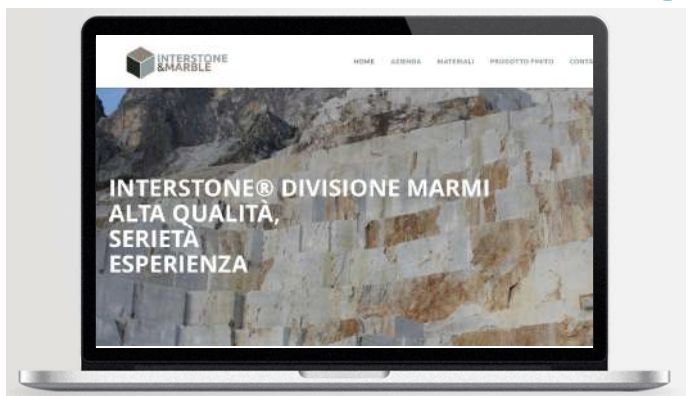 INTERSTONE
&MARBLE
HOME AZIENDA MATERIALI PRODOTTO FINITO
INTERSTONE® DIVISIONE MARMI
ALTA QUALITÀ,
SERIETÀ
ESPERIENZA